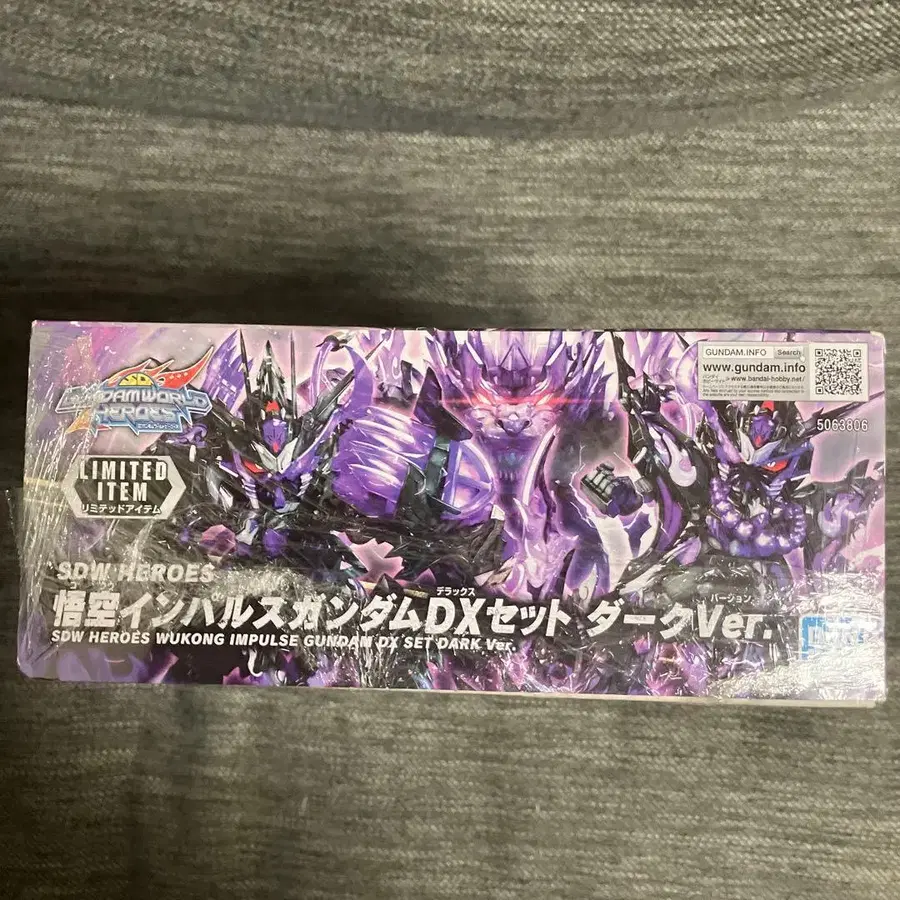 SD
GUNDAM WORLD
HEROES
LIMITED
ITEM
リミテッドアイテム
GUNDAM.INFO Search
www.gundam.info
www.bandai-hobby.net/
5063806
SDW HEROES
デラックス
バージョン
悟空インパルスガンダムDXセット ダークVer.
SDW HEROES WUKONG IMPULSE GUNDAM DX SET DARK Ver.